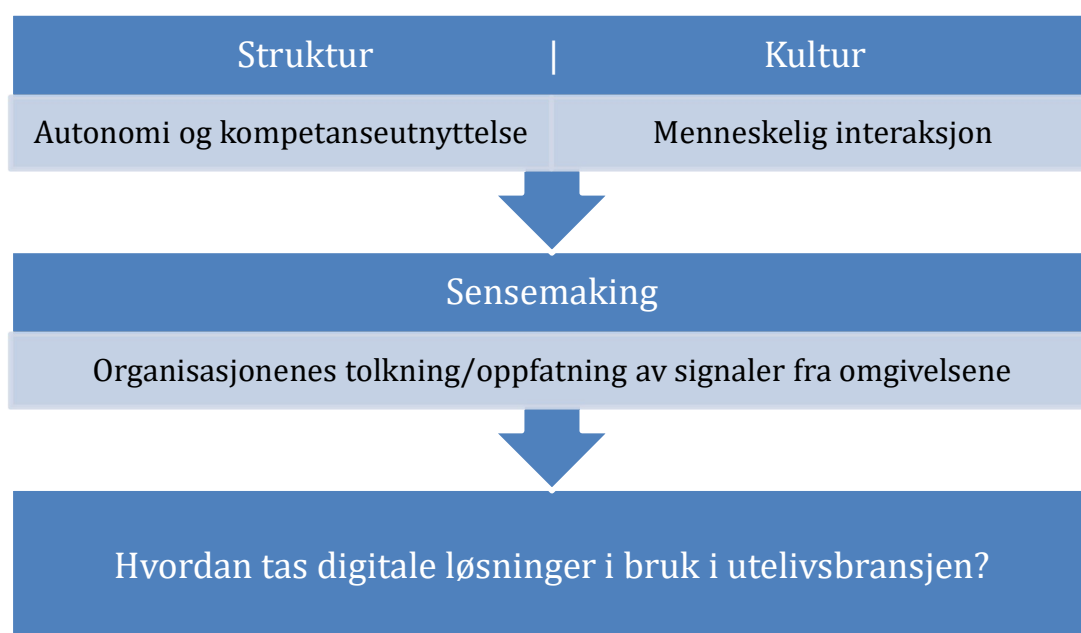 Struktur | Kultur
Autonomi og kompetanseutnyttelse Menneskelig interaksjon
Sensemaking
Organisasjonenes tolkning/oppfatning av signaler fra omgivelsene
Hvordan tas digitale løsninger i bruk i utelivsbransjen?